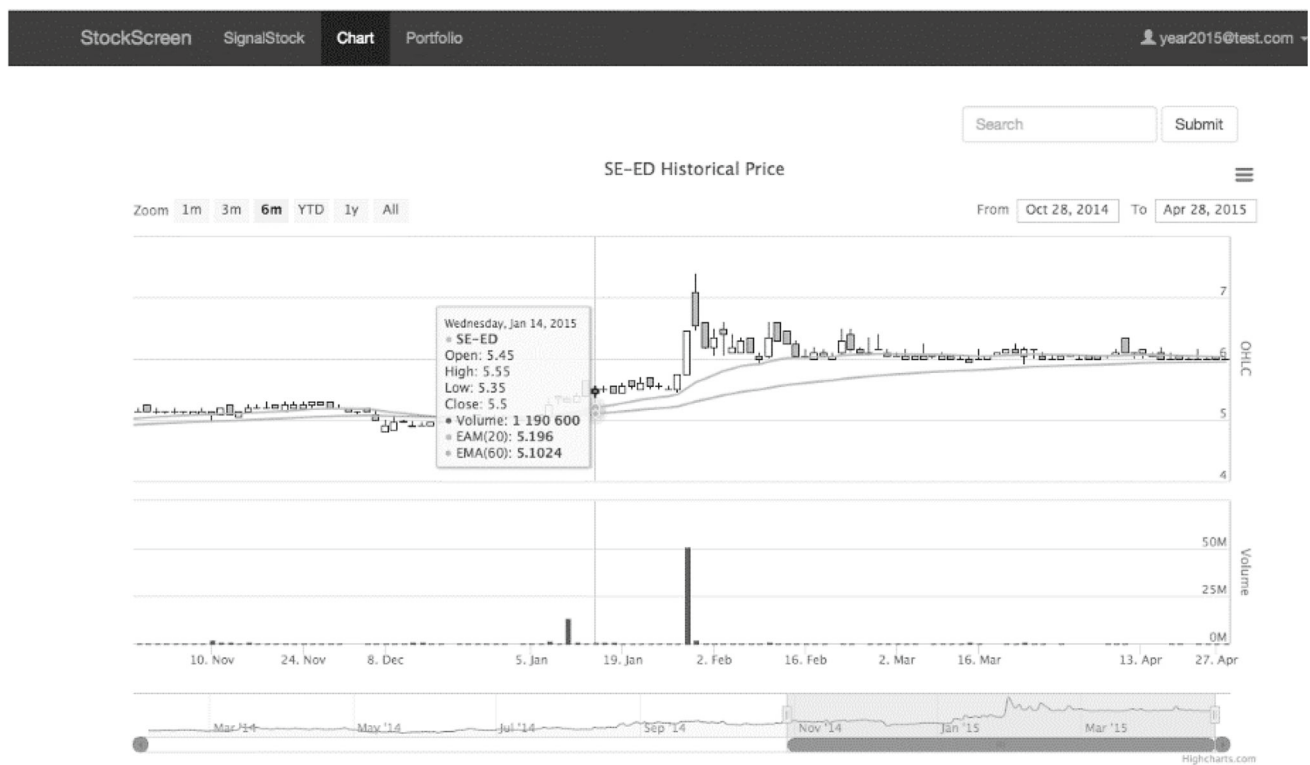 StockScreen SignalStock Chart Portfolio year2015@test.com
Search Submit
SE-ED Historical Price
Zoom 1m 3m 6m YTD 1y All From Oct 28, 2014 To Apr 28, 2015
7
Wednesday, Jan 14, 2015
SE-ED
Open: 5.45
High: 5.55
Low: 5.35
Close: 5.5
Volume: 1 190 600
EAM(20): 5.196
EMA(60): 5.1024
6
OHLC
5
4
50M
Volume
25M
0M
10. Nov 24. Nov 8. Dec 5. Jan 19. Jan 2. Feb 16. Feb 2. Mar 16. Mar 13. Apr 27. Apr
Mar '14 May '14 Jul '14 Sep '14 Nov '14 Jan '15 Mar '15
Highcharts.com